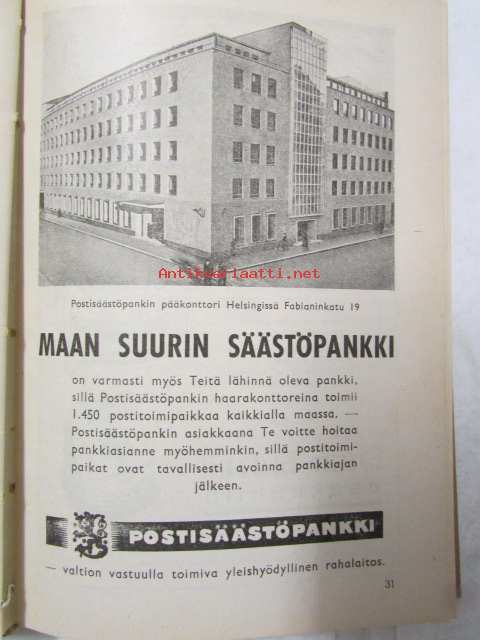 Antikvariaatti.net
Postisäästöpankin pääkonttori Helsingissä Fabianinkatu 19
MAAN SUURIN SÄÄSTÖPANKKI
on varmasti myös Teitä lähinnä oleva pankki,
sillä Postisäästöpankin haarakonttoreina toimii
1.450 postitoimipaikkaa kaikkialla maassa. —
Postisäästöpankin asiakkaana Te voitte hoitaa
pankkiasianne myöhemminkin, sillä postitoimi-
paikat ovat tavallisesti avoinna pankkiajan
jälkeen.
POSTISÄÄSTÖPANKKI
— valtion vastuulla toimiva yleishyödyllinen rahalaitos.
31